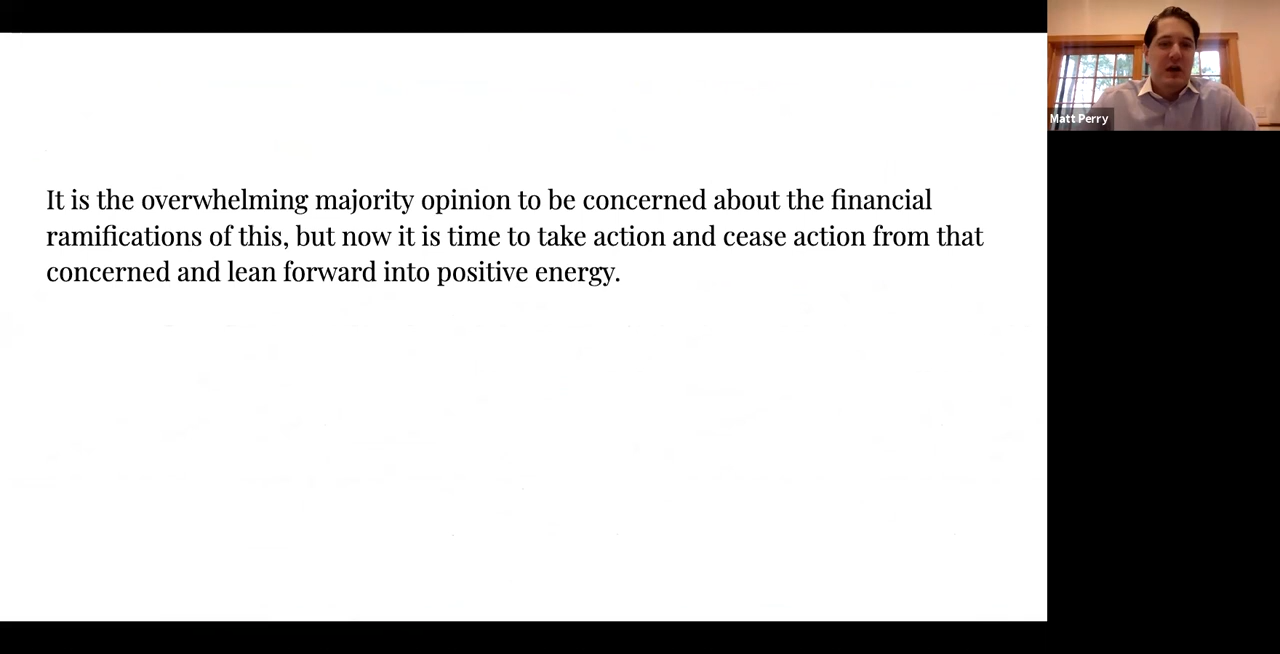 It is the overwhelming majority opinion to be concerned about the financial
ramifications of this, but now it is time to take action and cease action from that
concerned and lean forward into positive energy.
Matt Perry